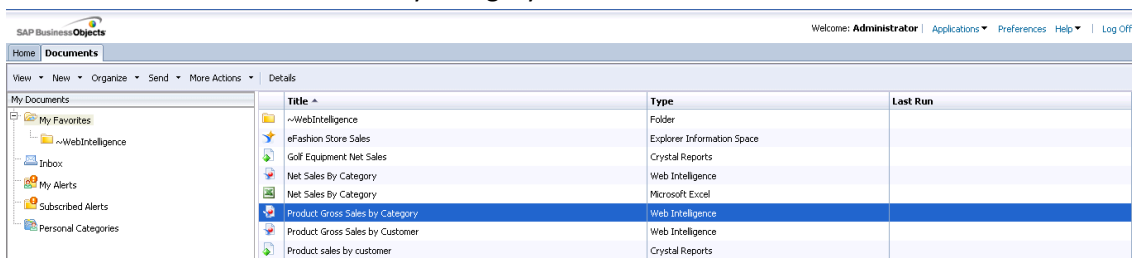 SAP BusinessObjects Welcome: Administrator | Applications Preferences Help | Log Off
Home Documents
View New Organize Send More Actions Details
My Documents Title Type Last Run
My Favorites ~WebIntelligence Folder
~WebIntelligence eFashion Store Sales Explorer Information Space
Inbox Golf Equipment Net Sales Crystal Reports
My Alerts Net Sales By Category Web Intelligence
Net Sales By Category Microsoft Excel
Subscribed Alerts Product Gross Sales by Category Web Intelligence
Personal Categories Product Gross Sales by Customer Web Intelligence
Product sales by customer Crystal Reports